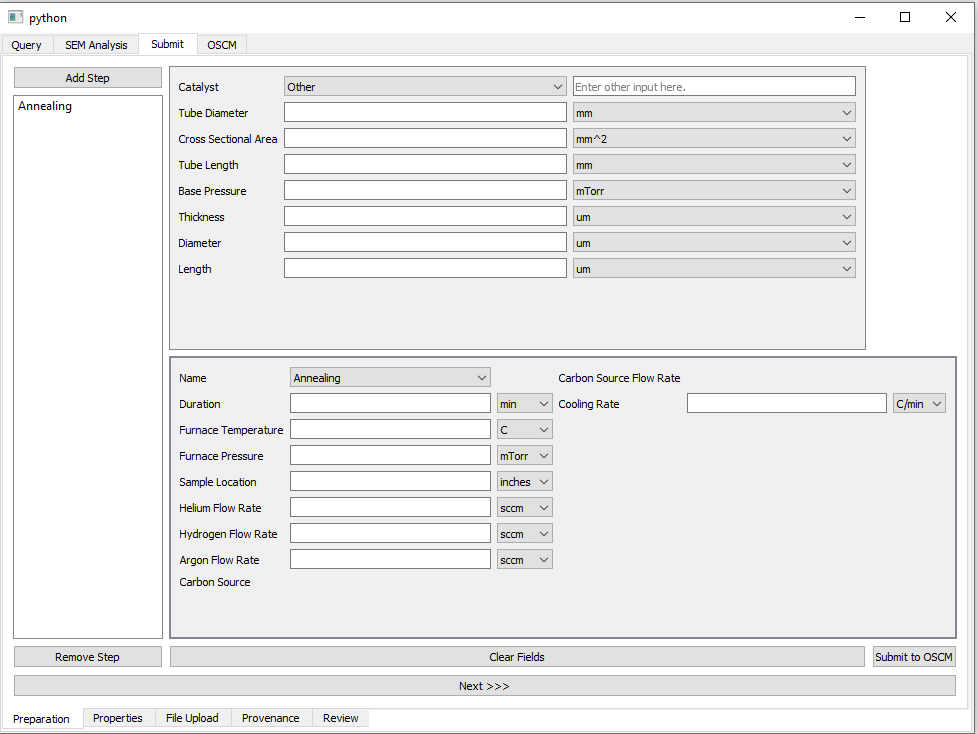 python
Query SEM Analysis Submit OSCM
Add Step
Annealing
Catalyst Other Enter other input here.
Tube Diameter mm
Cross Sectional Area mm^2
Tube Length mm
Base Pressure mTorr
Thickness um
Diameter um
Length um
Name Annealing Carbon Source Flow Rate
Duration min Cooling Rate C/min
Furnace Temperature C
Furnace Pressure mTorr
Sample Location inches
Helium Flow Rate sccm
Hydrogen Flow Rate sccm
Argon Flow Rate sccm
Carbon Source
Remove Step Clear Fields Submit to OSCM
Next >>>
Preparation Properties File Upload Provenance Review